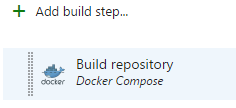 + Add build step...
Build repository
docker Docker Compose